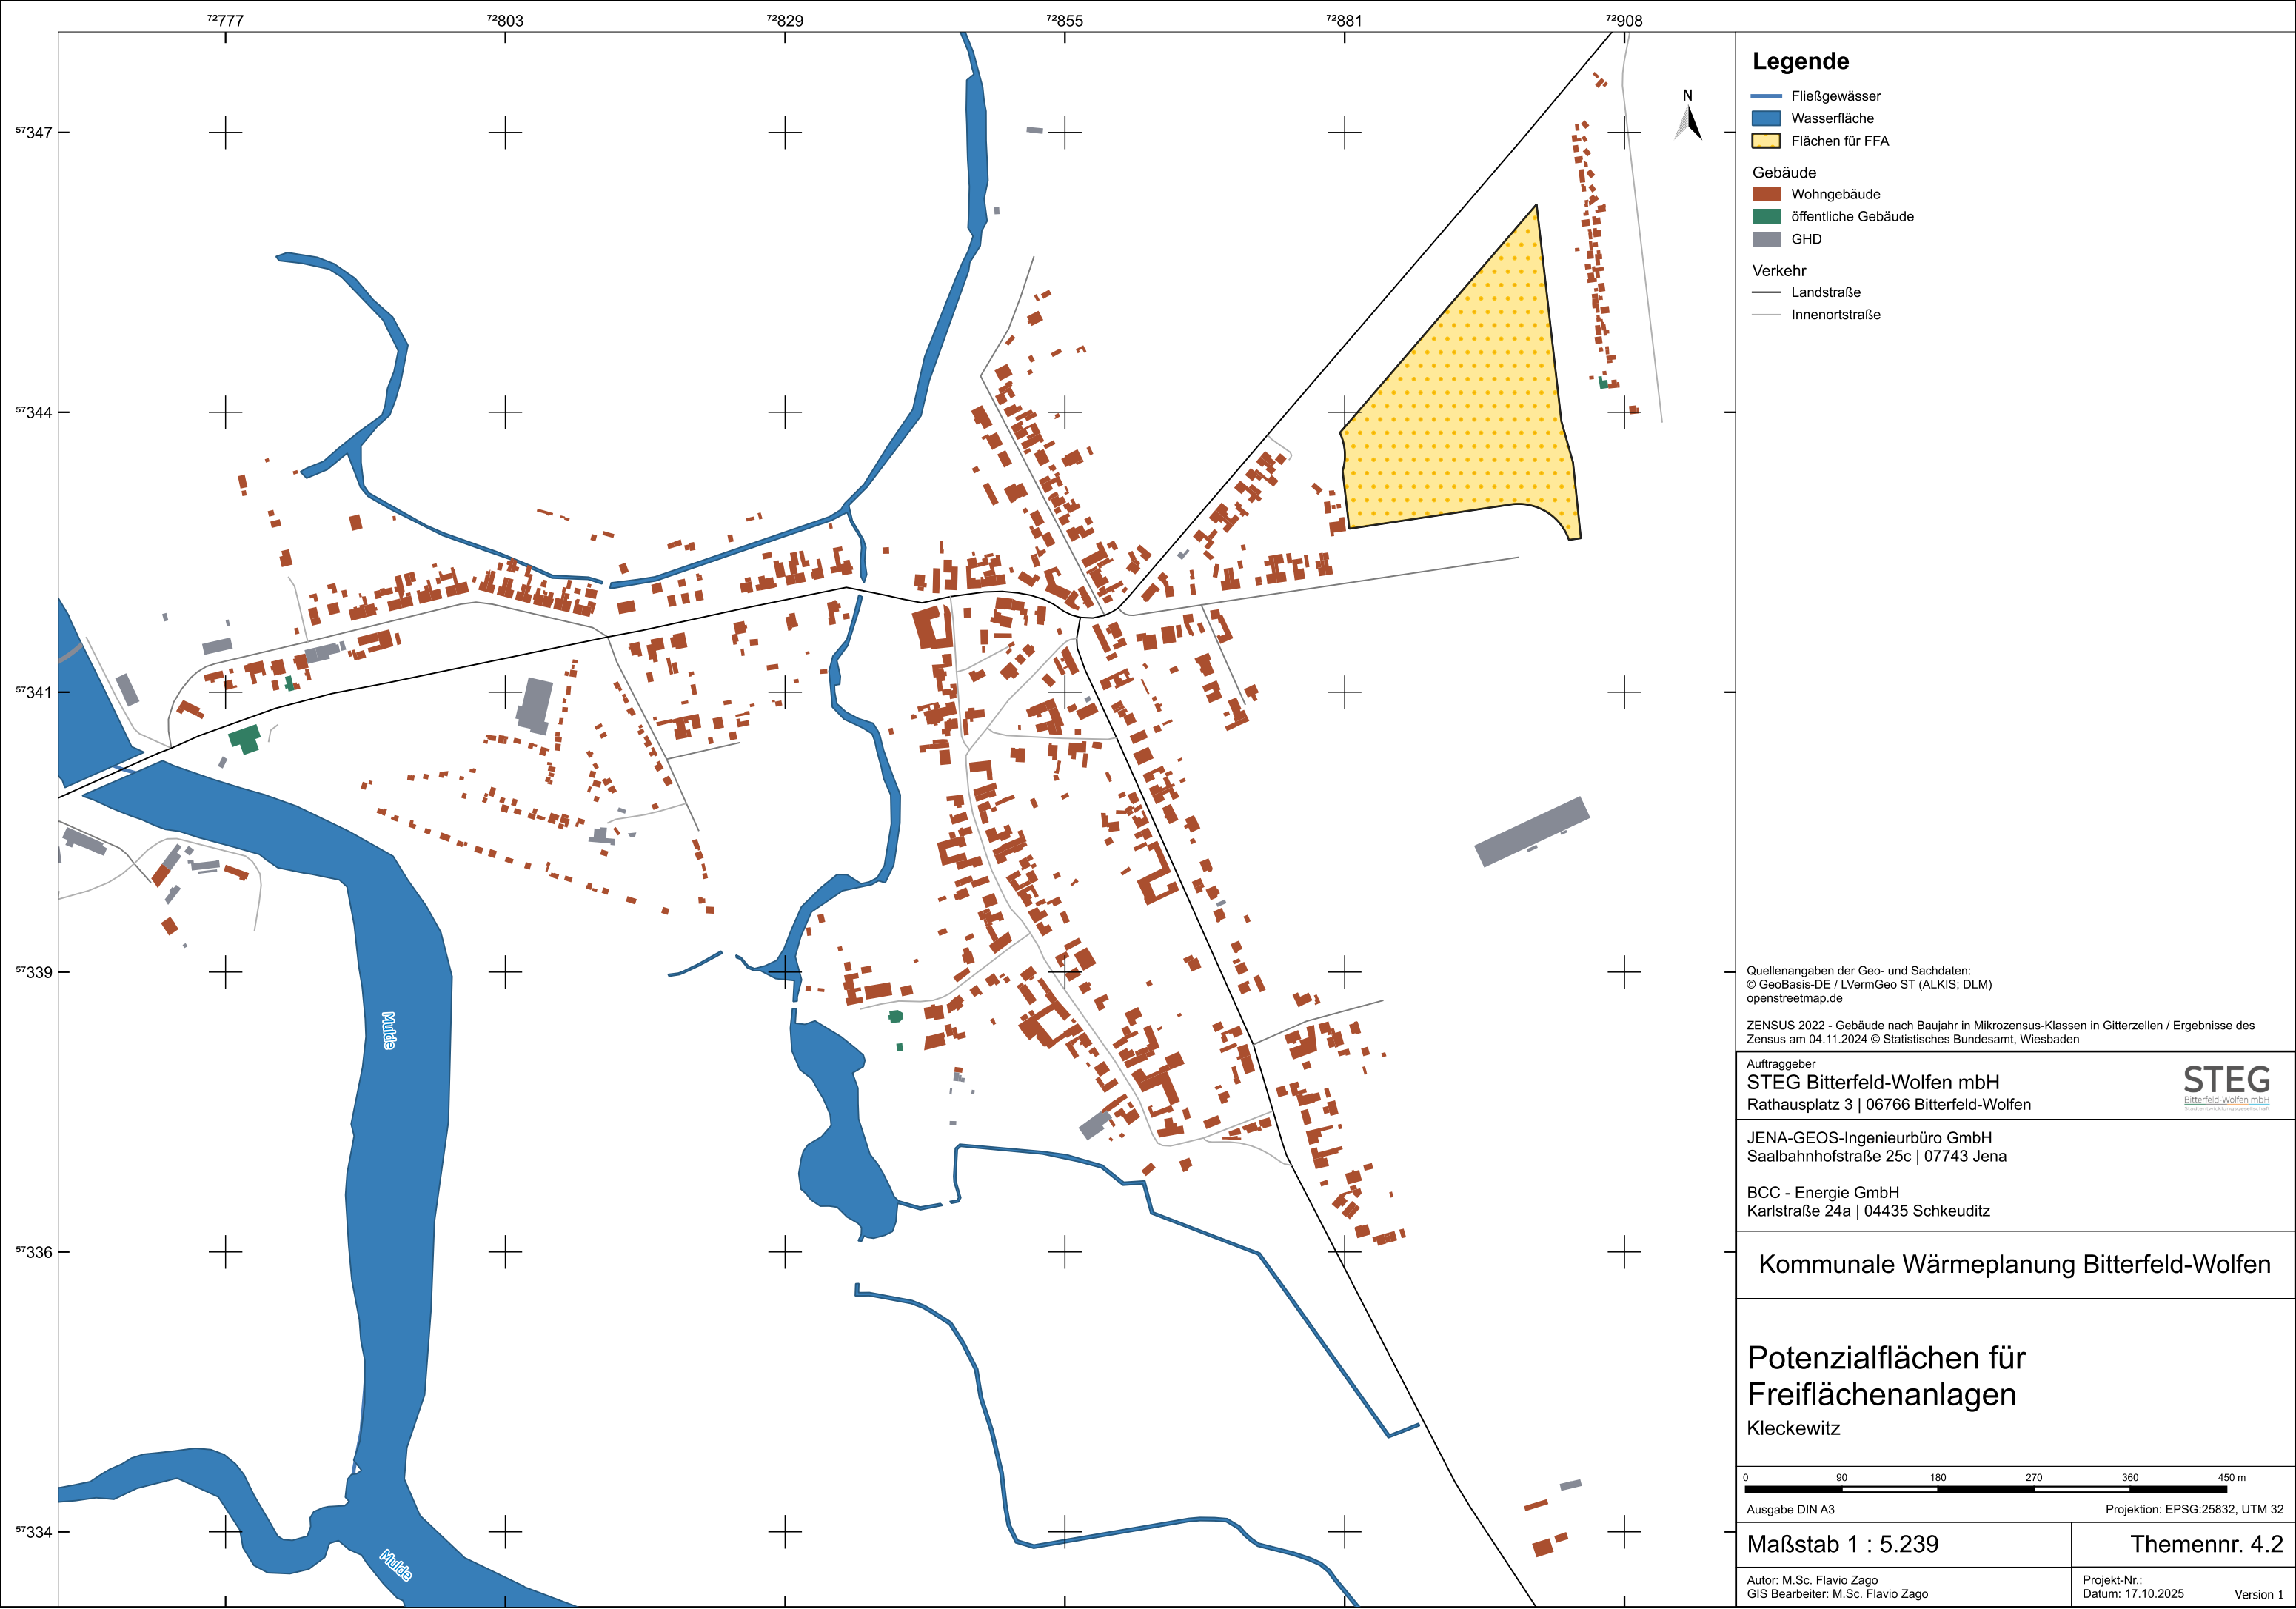 72777
72803
72829
72855
72881
72908
57347
57344
57341
57339
57336
57334
N
Mulde
Mulde
Legende
Fließgewässer
Wasserfläche
Flächen für FFA
Gebäude
Wohngebäude
öffentliche Gebäude
GHD
Verkehr
Landstraße
Innenortstraße
Quellenangaben der Geo- und Sachdaten:
© GeoBasis-DE / LVermGeo ST (ALKIS; DLM)
openstreetmap.de
ZENSUS 2022 - Gebäude nach Baujahr in Mikrozensus-Klassen in Gitterzellen / Ergebnisse des
Zensus am 04.11.2024 © Statistisches Bundesamt, Wiesbaden
Auftraggeber
STEG Bitterfeld-Wolfen mbH
Rathausplatz 3 | 06766 Bitterfeld-Wolfen
STEG
Bitterfeld-Wolfen mbH
Stadtentwicklungsgesellschaft
JENA-GEOS-Ingenieurbüro GmbH
Saalbahnhofstraße 25c | 07743 Jena
BCC - Energie GmbH
Karlstraße 24a | 04435 Schkeuditz
Kommunale Wärmeplanung Bitterfeld-Wolfen
Potenzialflächen für
Freiflächenanlagen
Kleckewitz
0 90 180 270 360 450 m
Ausgabe DIN A3
Projektion: EPSG:25832, UTM 32
Maßstab 1 : 5.239
Themennr. 4.2
Autor: M.Sc. Flavio Zago
GIS Bearbeiter: M.Sc. Flavio Zago
Projekt-Nr.:
Datum: 17.10.2025
Version 1